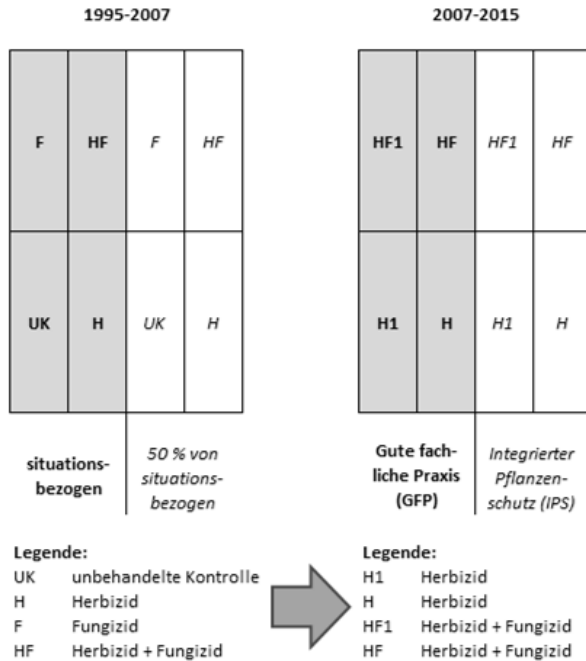 1995-2007
F HF F HF
UK H UK H
situations-
bezogen
50 % von
situations-
bezogen
Legende:
UK unbehandelte Kontrolle
H Herbizid
F Fungizid
HF Herbizid + Fungizid
2007-2015
HF1 HF HF1 HF
H1 H H1 H
Gute fach-
liche Praxis
(GFP)
Integrierter
Pflanzen-
schutz (IPS)
Legende:
H1 Herbizid
H Herbizid
HF1 Herbizid + Fungizid
HF Herbizid + Fungizid